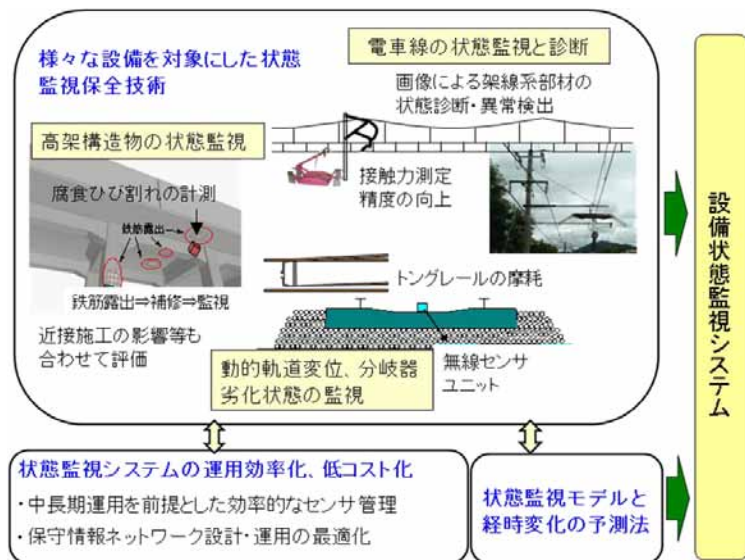 様々な設備を対象にした状態
監視保全技術
電車線の状態監視と診断
画像による架線系部材の
状態診断・異常検出
高架構造物の状態監視
腐食ひび割れの計測
鉄筋露出
鉄筋露出
鉄筋露出⇒補修⇒監視
近接施工の影響等も
合わせて評価
接触力測定
精度の向上
トングレールの摩耗
無線センサ
ユニット
動的軌道変位、分岐器
劣化状態の監視
状態監視システムの運用効率化、低コスト化
・中長期運用を前提とした効率的なセンサ管理
・保守情報ネットワーク設計・運用の最適化
状態監視モデルと
経時変化の予測法
設備状態監視システム